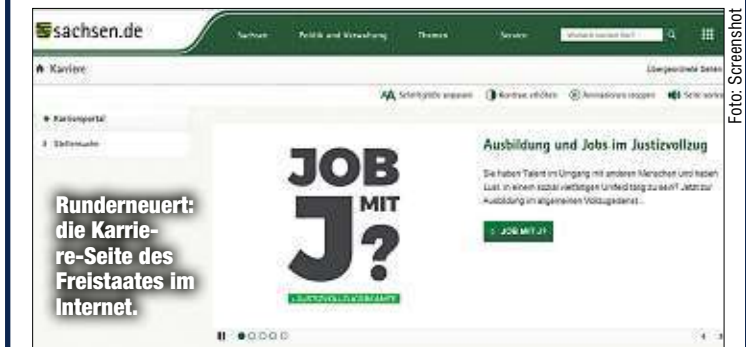 sachsen.de
Sachsen
Politik und Verwaltung
Themen
Service
Karriere
Übergeordnete Seiten
Schriftgröße anpassen
Kontrast erhöhen
Animationen stoppen
Karriereportal
Stellensuche
JOB
MIT
J?
Ausbildung und Jobs im Justizvollzug
Sie haben Talent im Umgang mit anderen Menschen und haben
Lust, in einem sozial vielfältigen Umfeld tätig zu sein? Jetzt zur
Ausbildung im allgemeinen Vollzugsdienst...
JOB MIT J?
Runderneuert:
die Karrie-
re-Seite des
Freistaates im
Internet.
Foto: Screenshot